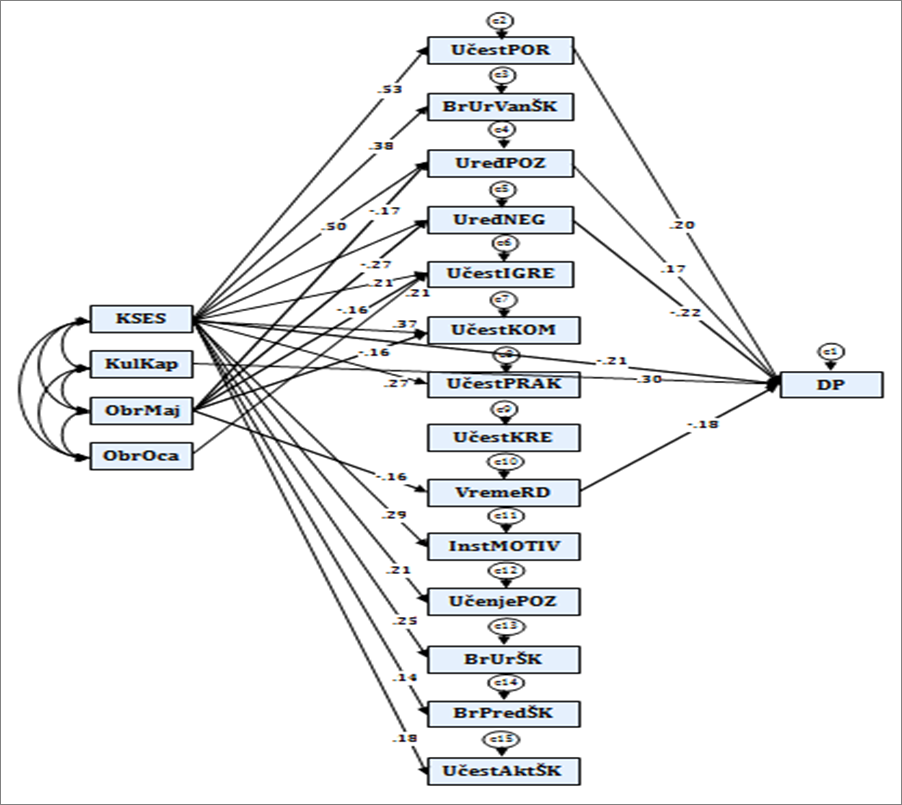 e2
UčestPOR
e3
.53
BrUrVanŠK
e4
.38
UređPOZ
e5
-.17
UređNEG
.50
.20
e6
-.27
UčestIGRE
.17
.21
.21
e7
KSES
-.16
.37
UčestKOM
-.22
e8
-.16
-.21
e1
KulKap
.27
UčestPRAK
.30
DP
e9
ObrMaj
UčestKRE
-.18
ObrOca
e10
-.16
VremeRD
e11
.29
InstMOTIV
e12
.21
UčenjePOZ
e13
.25
BrUrŠK
e14
.14
BrPredŠK
e15
.18
UčestAktŠK